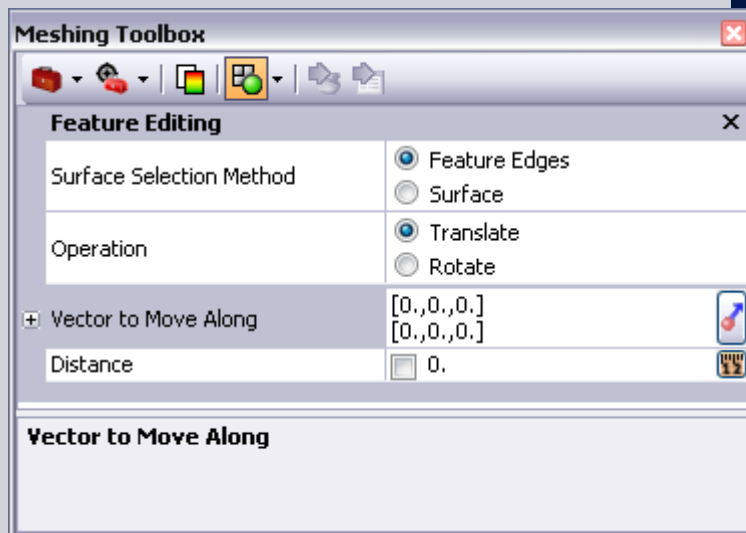 Meshing Toolbox
Feature Editing
Surface Selection Method
Feature Edges
Surface
Operation
Translate
Rotate
Vector to Move Along
[0.,0.,0.]
[0.,0.,0.]
Distance
0.
Vector to Move Along